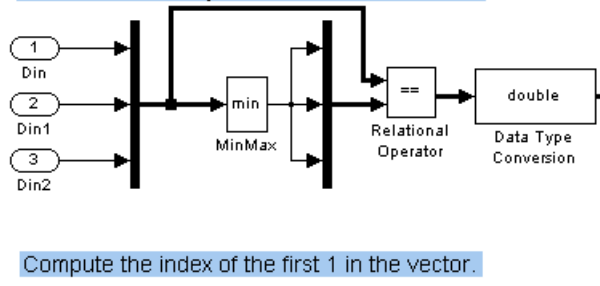 1
Din
2
Din1
3
Din2
min
MinMax
==
Relational
Operator
double
Data Type
Conversion
Compute the index of the first 1 in the vector.